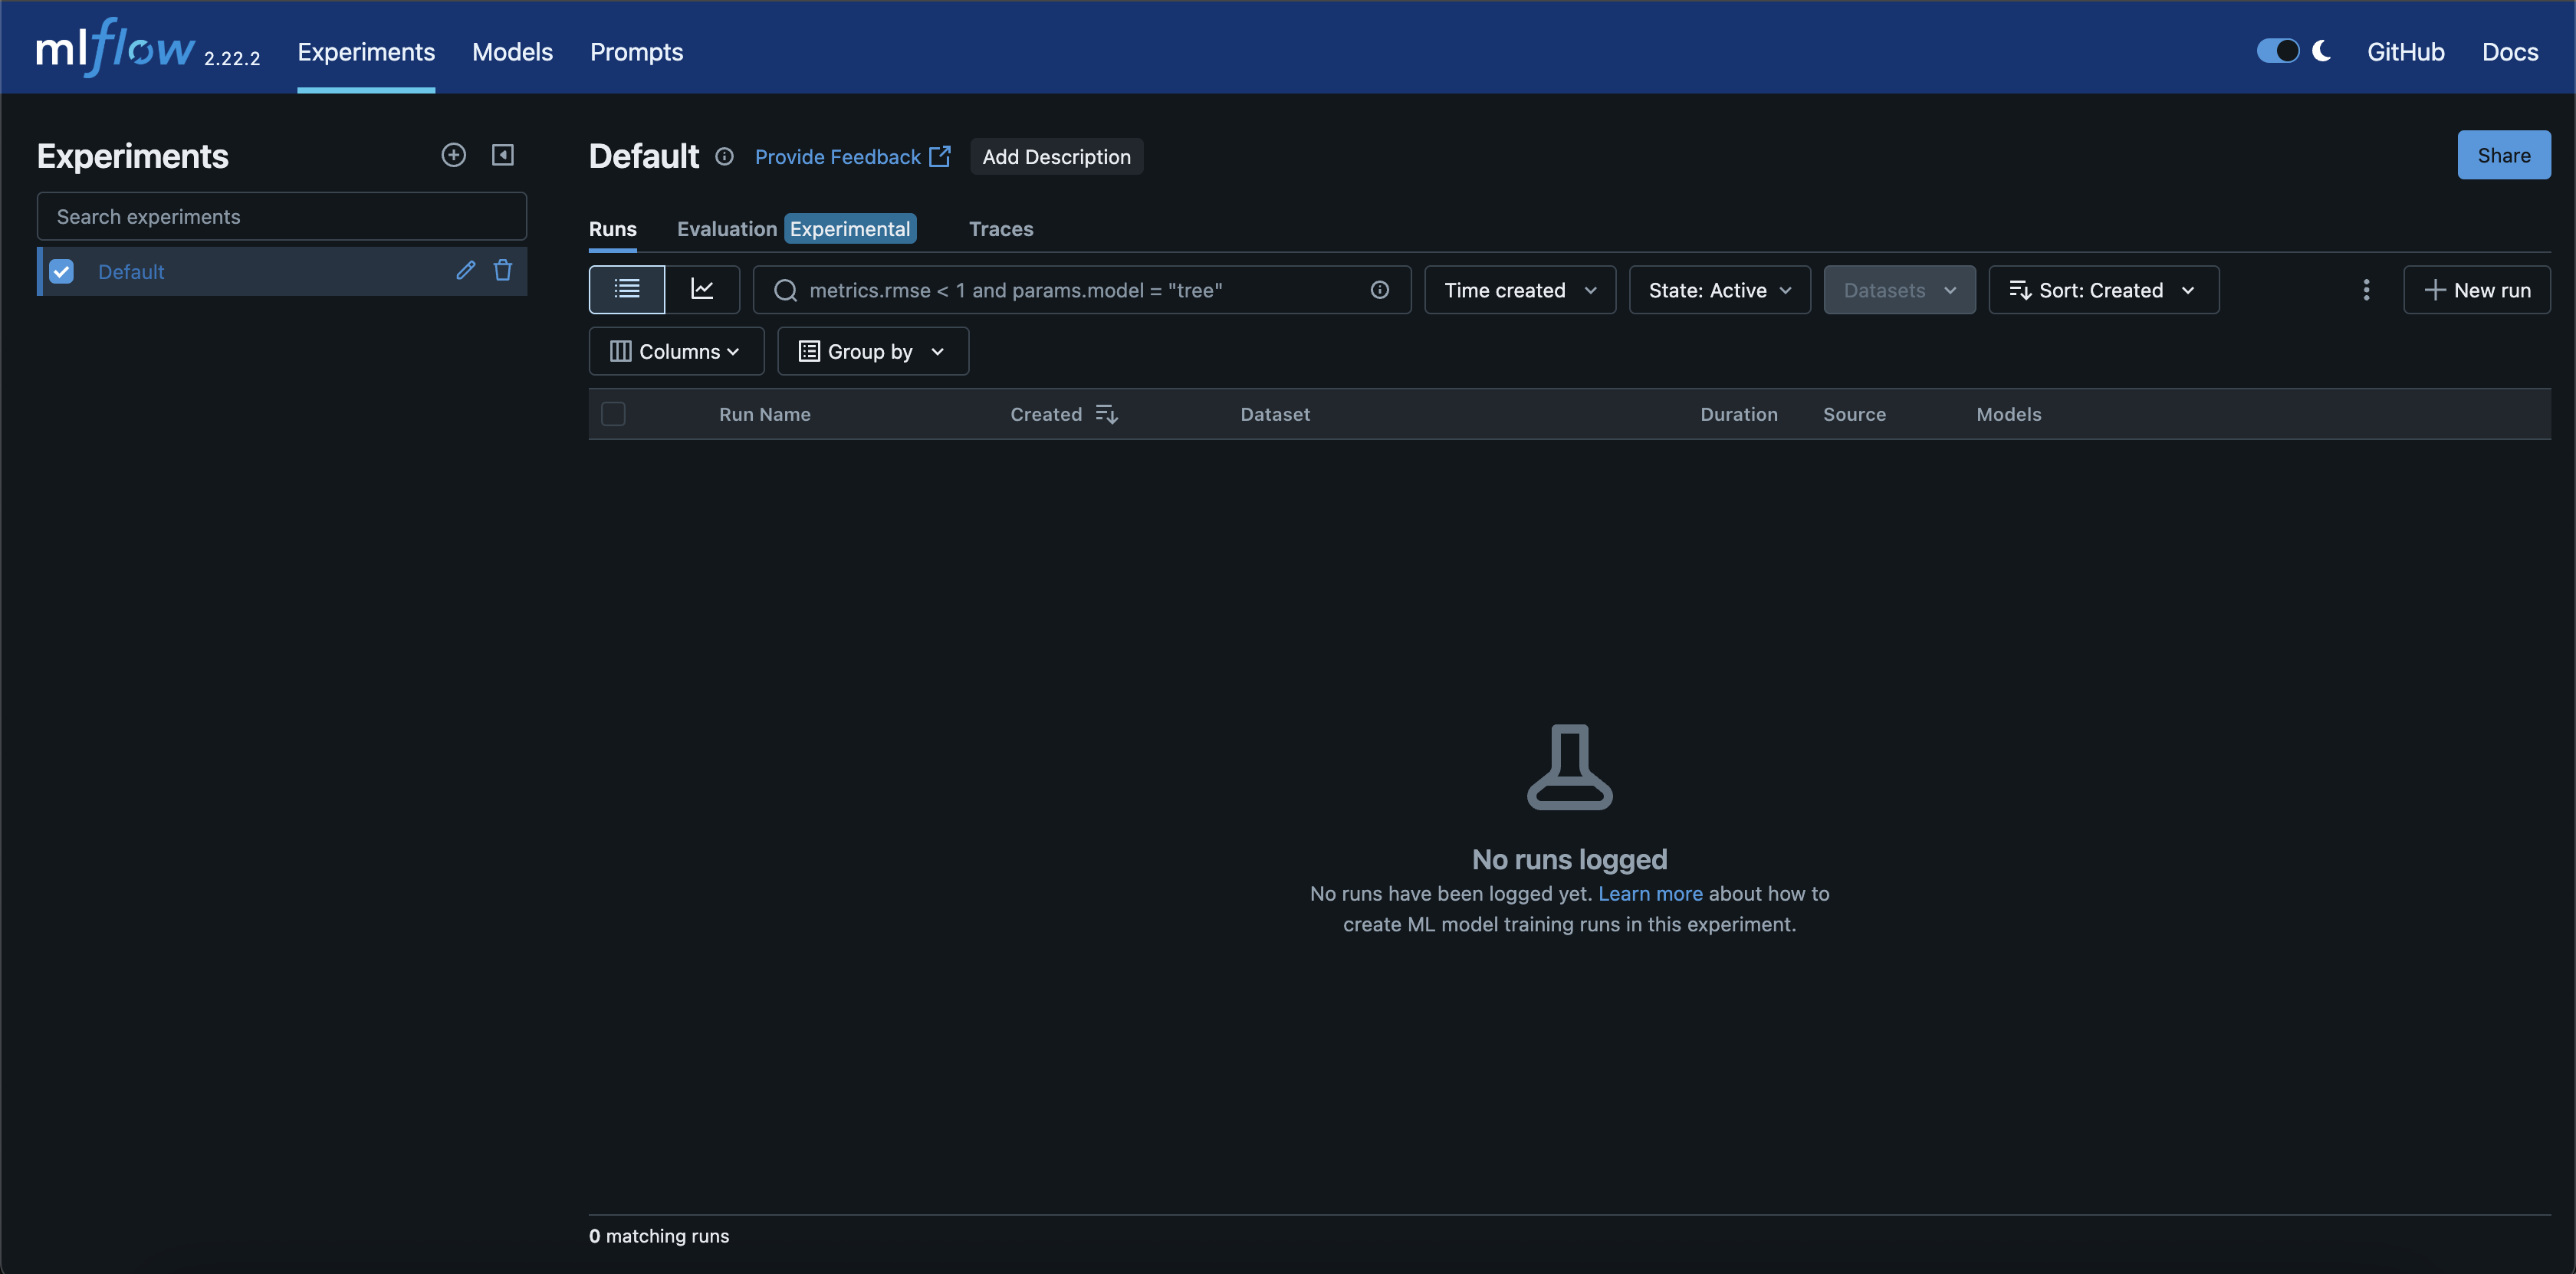 mlflow 2.22.2 Experiments Models Prompts GitHub Docs
Experiments
Search experiments
Default
Default Provide Feedback Add Description Share
Runs Evaluation Experimental Traces
metrics.rmse < 1 and params.model = "tree" Time created State: Active Datasets Sort: Created New run
Columns Group by
Run Name Created Dataset Duration Source Models
No runs logged
No runs have been logged yet. Learn more about how to
create ML model training runs in this experiment.
0 matching runs